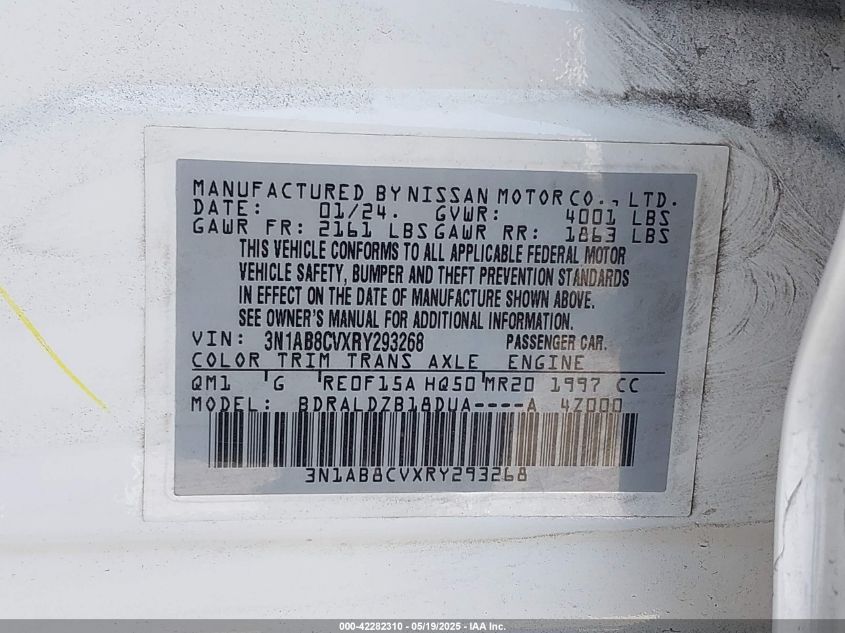 MANUFACTURED BY NISSAN MOTOR CO., LTD.
DATE: 01/24. GVWR: 4001 LBS
GAWR FR: 2161 LBS GAWR RR: 1863 LBS
THIS VEHICLE CONFORMS TO ALL APPLICABLE FEDERAL MOTOR
VEHICLE SAFETY, BUMPER AND THEFT PREVENTION STANDARDS
IN EFFECT ON THE DATE OF MANUFACTURE SHOWN ABOVE.
SEE OWNER'S MANUAL FOR ADDITIONAL INFORMATION.
VIN: 3N1AB8CVXRY293268 PASSENGER CAR.
COLOR TRIM TRANS AXLE ENGINE
QM1 G RE0F15A HQ50 MR20 1997 CC
MODEL: BDRALDZB18DUA----A 4Z000
3N1AB8CVXRY293268
000-42282310 - 05/19/2025 - IAA Inc.